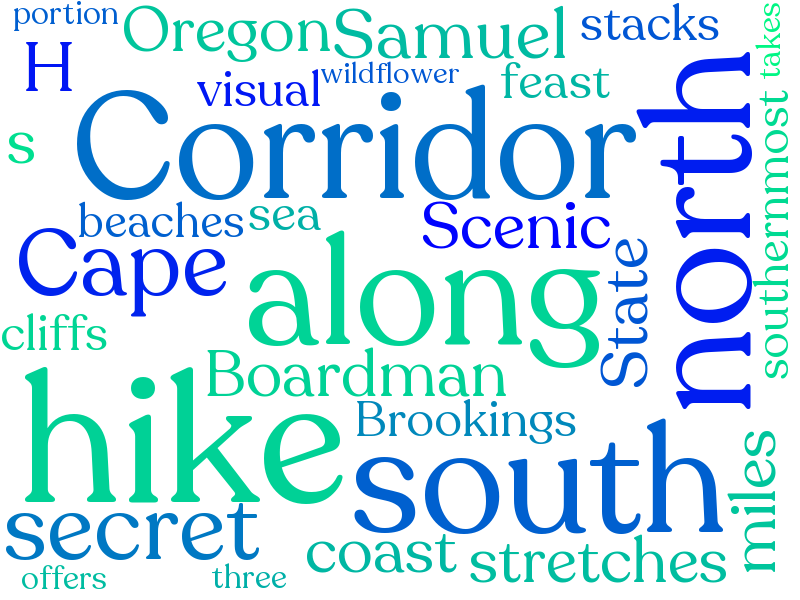 portion
Oregon
Samuel
stacks
takes
H
visual
wildflower
feast
north
s
Corridor
southernmost
beaches
sea
Scenic
Cape
along
State
cliffs
Boardman
hike
Brookings
south
miles
secret
coast
stretches
offers
three